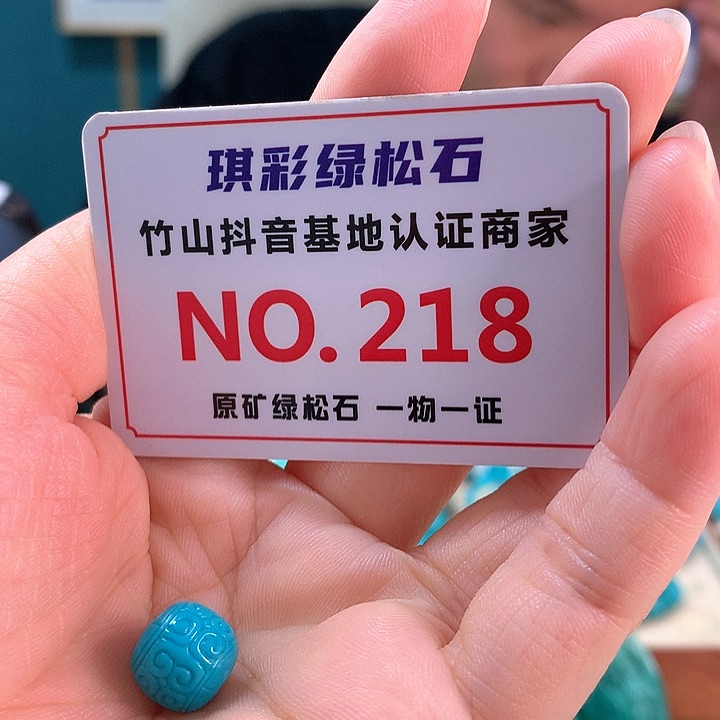 琪彩绿松石
竹山抖音基地认证商家
NO.218
原矿绿松石 一物一证